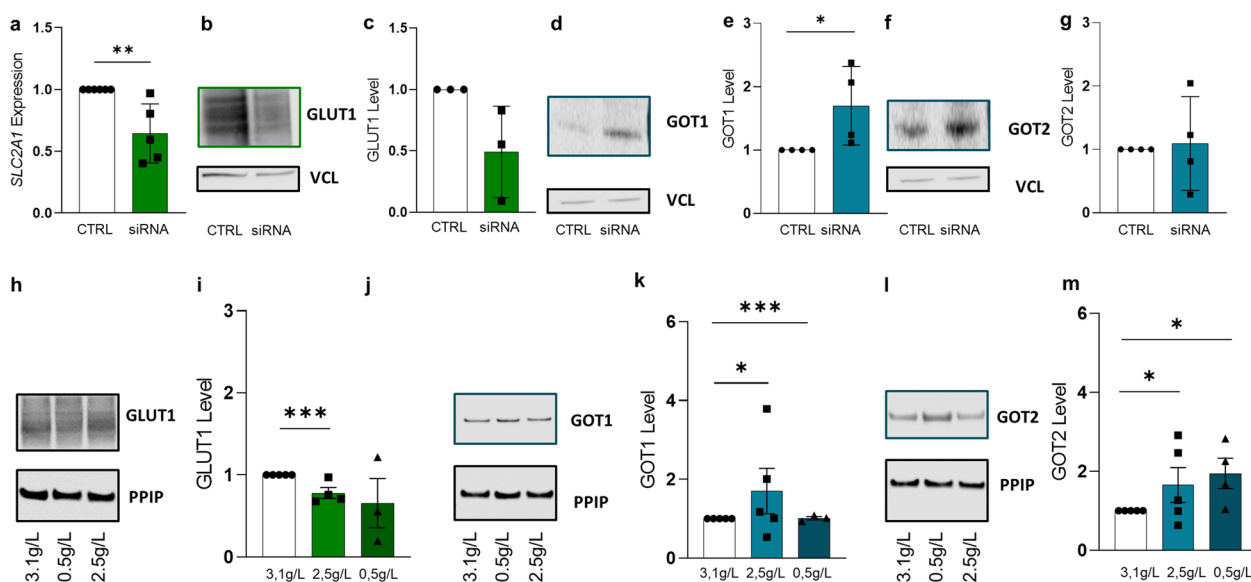 a
**
SLC2A1 Expression
1.0
0.5
0.0
CTRL siRNA
b
GLUT1
VCL
CTRL siRNA
c
GLUT1 Level
1.0
0.5
0.0
CTRL siRNA
d
GOT1
VCL
CTRL siRNA
e
*
GOT1 Level
3
2
1
0
CTRL siRNA
f
GOT2
VCL
CTRL siRNA
g
GOT2 Level
3
2
1
0
CTRL siRNA
h
GLUT1
PPIP
3.1g/L 0.5g/L 2.5g/L
i
***
GLUT1 Level
3
2
1
0
3,1g/L 2,5g/L 0,5g/L
j
GOT1
PPIP
3.1g/L 0.5g/L 2.5g/L
k
***
*
GOT1 Level
6
4
2
0
3,1g/L 2,5g/L 0,5g/L
l
GOT2
PPIP
3.1g/L 0.5g/L 2.5g/L
m
*
*
GOT2 Level
6
4
2
0
3,1g/L 2,5g/L 0,5g/L